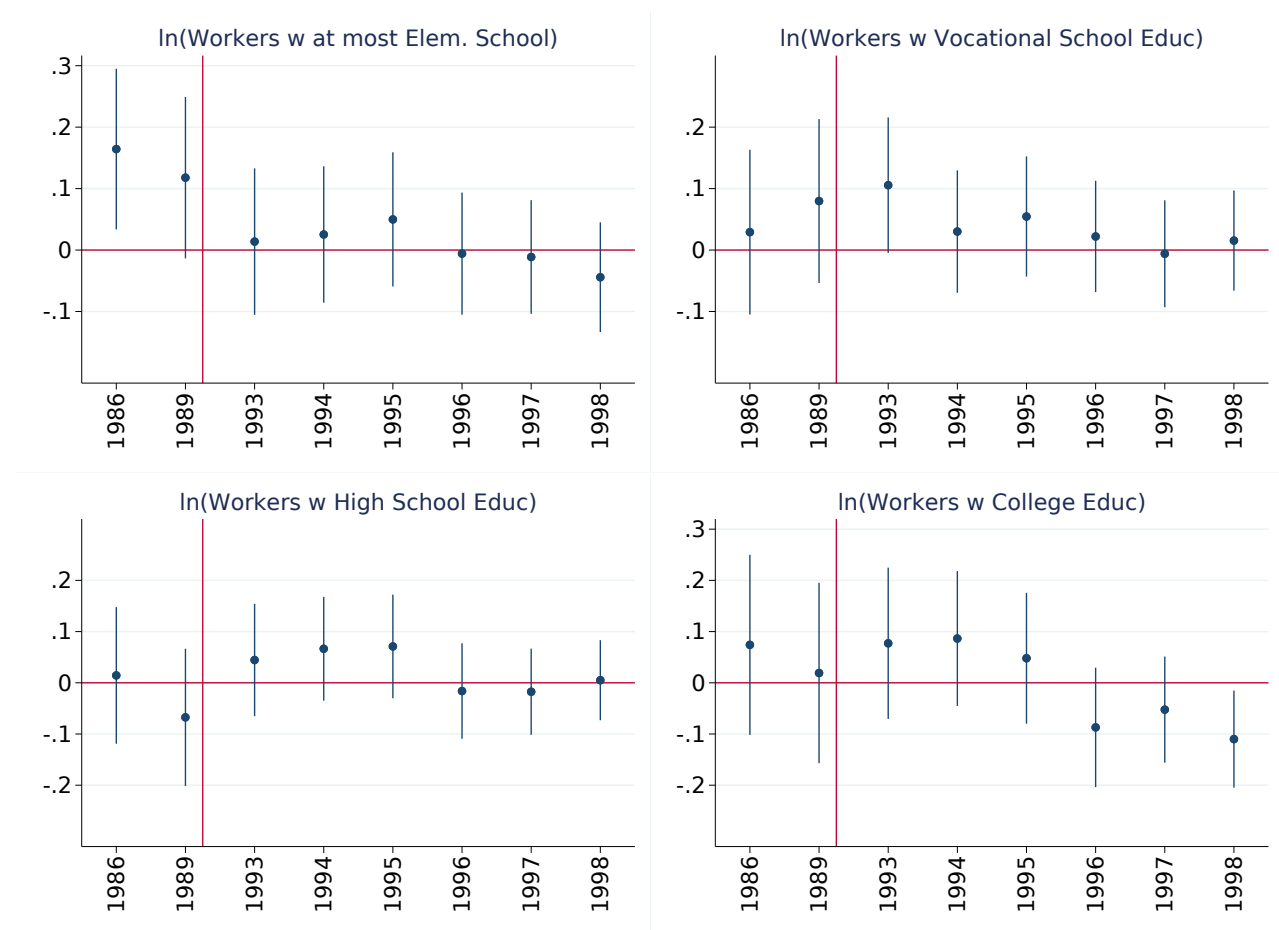 ln(Workers w at most Elem. School)
.3
.2
.1
0
-.1
1986 1989 1993 1994 1995 1996 1997 1998
ln(Workers w Vocational School Educ)
.2
.1
0
-.1
1986 1989 1993 1994 1995 1996 1997 1998
ln(Workers w High School Educ)
.2
.1
0
-.1
-.2
1986 1989 1993 1994 1995 1996 1997 1998
ln(Workers w College Educ)
.3
.2
.1
0
-.1
-.2
1986 1989 1993 1994 1995 1996 1997 1998